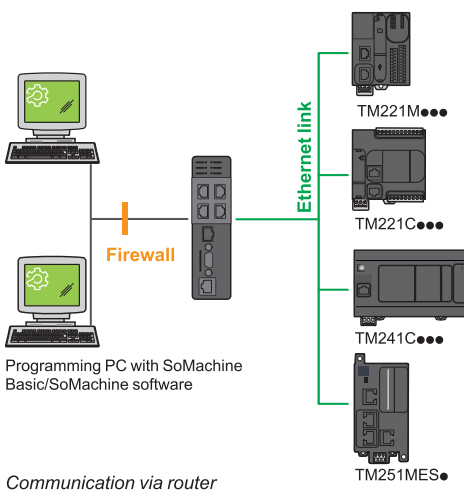 TM221M●●●
Ethernet link
TM221C●●●
Firewall
TM241C●●●
Programming PC with SoMachine
Basic/SoMachine software
TM251MES●
Communication via router